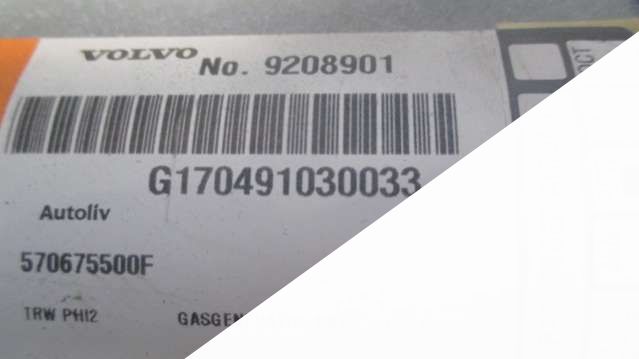 VOLVO No. 9208901
G170491030033
Autoliv
570675500F
TRW PHI2